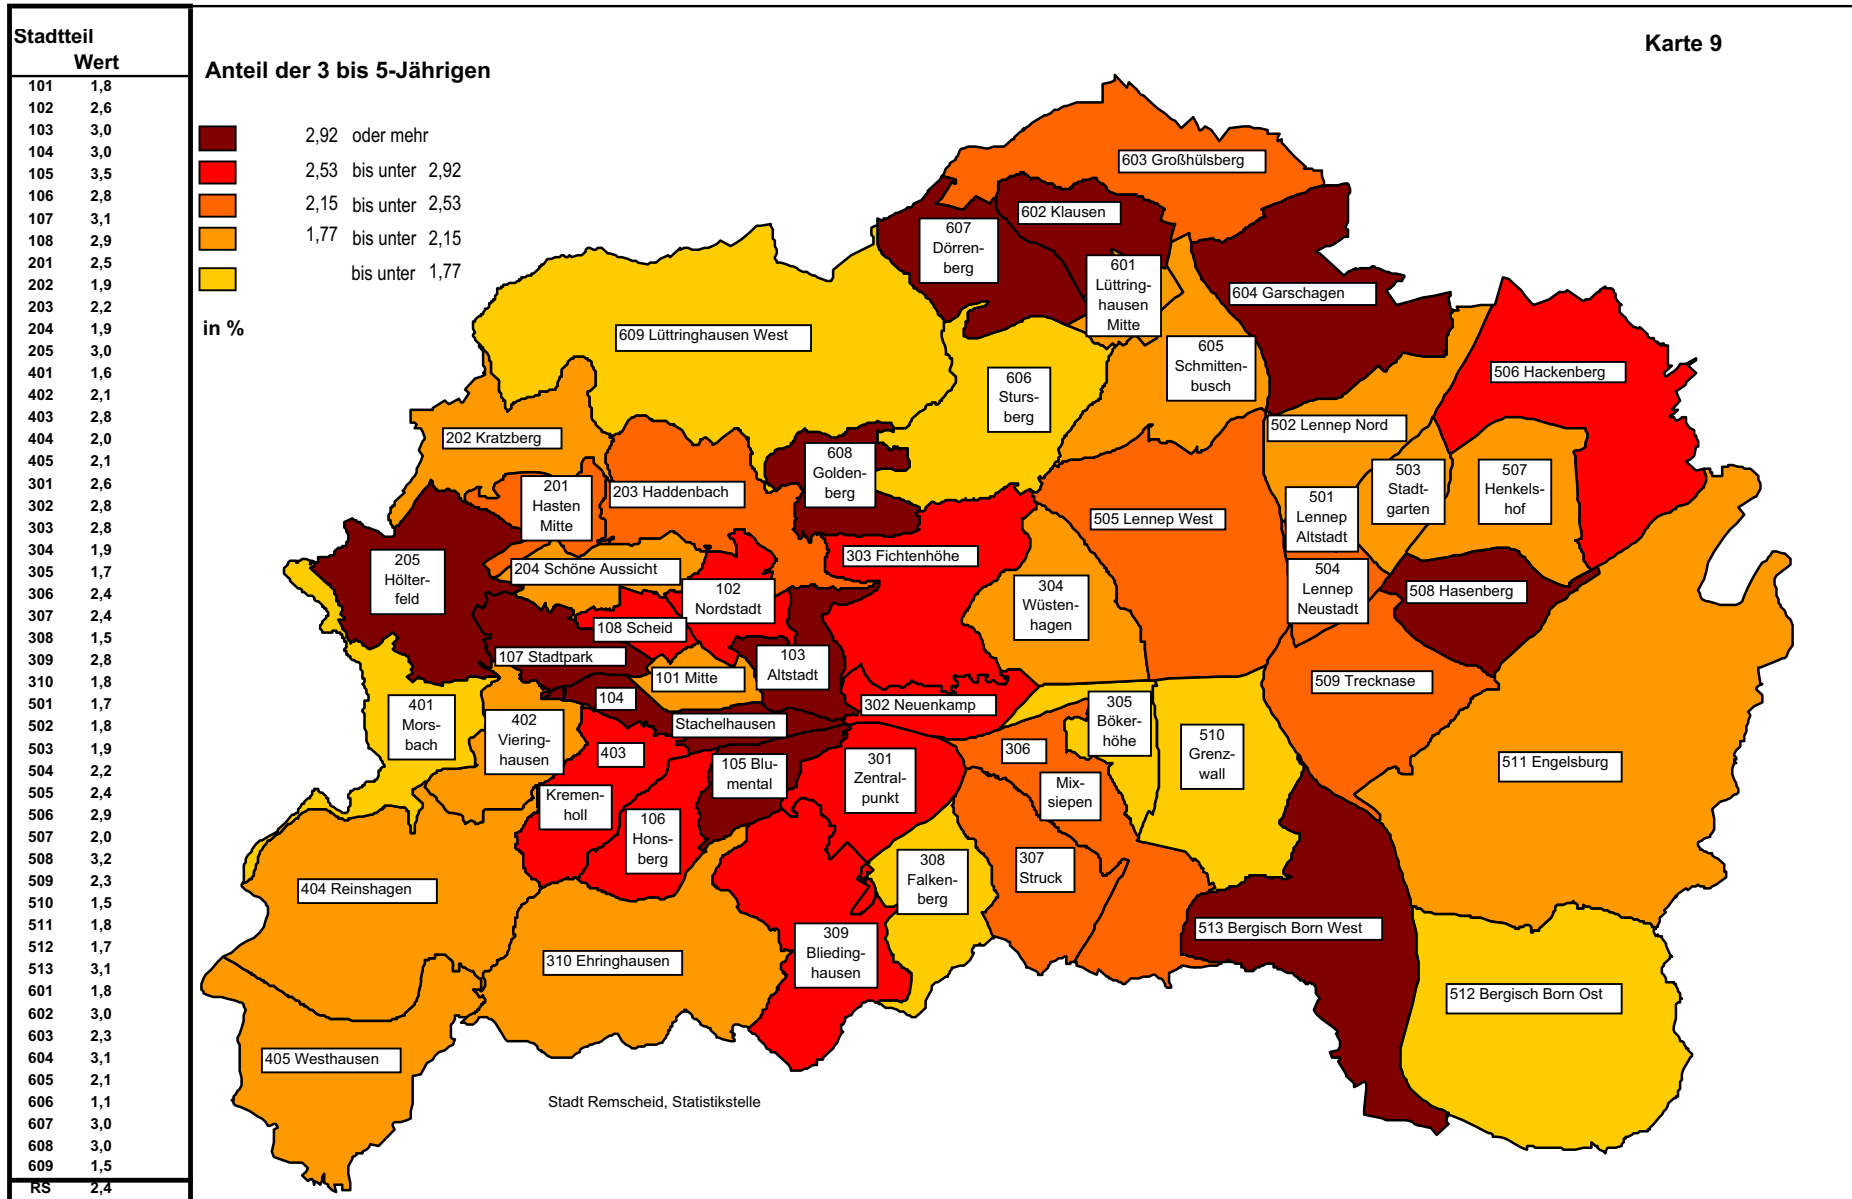 Stadtteil
Wert
101 1,8
102 2,6
103 3,0
104 3,0
105 3,5
106 2,8
107 3,1
108 2,9
201 2,5
202 1,9
203 2,2
204 1,9
205 3,0
401 1,6
402 2,1
403 2,8
404 2,0
405 2,1
301 2,6
302 2,8
303 2,8
304 1,9
305 1,7
306 2,4
307 2,4
308 1,5
309 2,8
310 1,8
501 1,7
502 1,8
503 1,9
504 2,2
505 2,4
506 2,9
507 2,0
508 3,2
509 2,3
510 1,5
511 1,8
512 1,7
513 3,1
601 1,8
602 3,0
603 2,3
604 3,1
605 2,1
606 1,1
607 3,0
608 3,0
609 1,5
RS 2,4
Karte 9
Anteil der 3 bis 5-Jährigen
2,92 oder mehr
2,53 bis unter 2,92
2,15 bis unter 2,53
1,77 bis unter 2,15
bis unter 1,77
in %
603 Großhülsberg
602 Klausen
607
Dörren-
berg
601
Lüttring-
hausen
Mitte
604 Garschagen
609 Lüttringhausen West
605
Schmitten-
busch
606
Stursberg
berg
506 Hackenberg
502 Lennep Nord
202 Kratzberg
608
Golden-
berg
503
Stadt-
garten
507
Henkels-
hof
201
Hasten
Mitte
203 Haddenbach
501
Lennep
Altstadt
505 Lennep West
303 Fichtenhöhe
205
Hölter-
feld
204 Schöne Aussicht
102
Nordstadt
304
Wüsten-
hagen
504
Lennep
Neustadt
508 Hasenberg
108 Scheid
107 Stadtpark
103
Altstadt
101 Mitte
509 Trecknase
104
Stachelhausen
302 Neuenkamp
401
Mors-
bach
402
Viering-
hausen
305
Böker-
höhe
510
Grenz-
wall
403
Kremen-
holl
105 Blu-
mental
301
Zentral-
punkt
306
Mix-
siepen
511 Engelsburg
106
Hons-
berg
308
Falken-
berg
307
Struck
404 Reinshagen
513 Bergisch Born West
309
Blieding-
hausen
310 Ehringhausen
512 Bergisch Born Ost
405 Westhausen
Stadt Remscheid, Statistikstelle